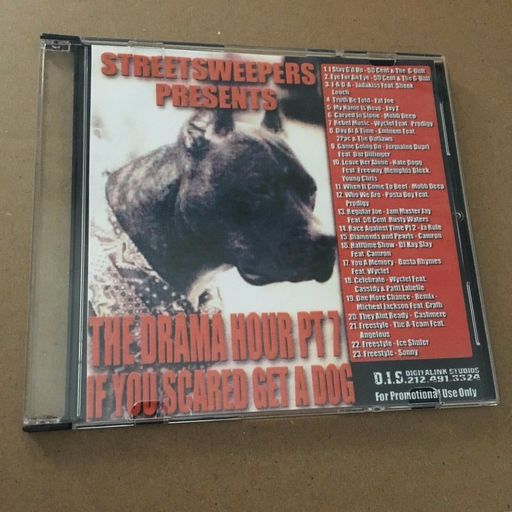 STREETSWEEPERS
PRESENTS
THE DRAMA HOUR PT 7
IF YOU SCARED GET A DOG
1. I Stay G'd Up - 50 Cent & The G-Unit
2. Eye For An Eye - 50 Cent & The G-Unit
3. J A D A - Jadakiss Feat. Sheek
Louch
4. Truth Be Told - Fat Joe
5. My Name Is Hova - Jay Z
6. Carved In Stone - Mobb Deep
7. Rebel Music - Wyclef Feat. Prodigy
8. Day At A Time - Eminem Feat.
2Pac & The Outlaws
9. Game Going On - Jermaine Dupri
Feat. Daz Dillinger
10. Leave Her Alone - Nate Dogg
Feat. Freeway, Memphis Bleek,
Young Chris
11. When It Come To Beef - Mobb Deep
12. Who We Are - Posta Boy Feat.
Prodigy
13. Regular Joe - Jam Master Jay
Feat. 50 Cent, Rusty Waters
14. Race Against Time Pt 2 - Ja Rule
15. Diamonds and Pearls - Camron
16. Halftime Show - DJ Kay Slay
Feat. Camron
17. You A Memory - Busta Rhymes
Feat. Wyclef
18. Celebrate - Wyclef Feat.
Cassidy & Patti Labelle
19. One More Chance - Remix -
Micheal Jackson Feat. Craft
20. They Aint Ready - Cashmere
21. Freestyle - The A-Team Feat.
Angelous
22. Freestyle - Ice Shuler
23. Freestyle - Sonny
D.I.S. DIGITALINK STUDIOS
212.491.3324
For Promotional Use Only